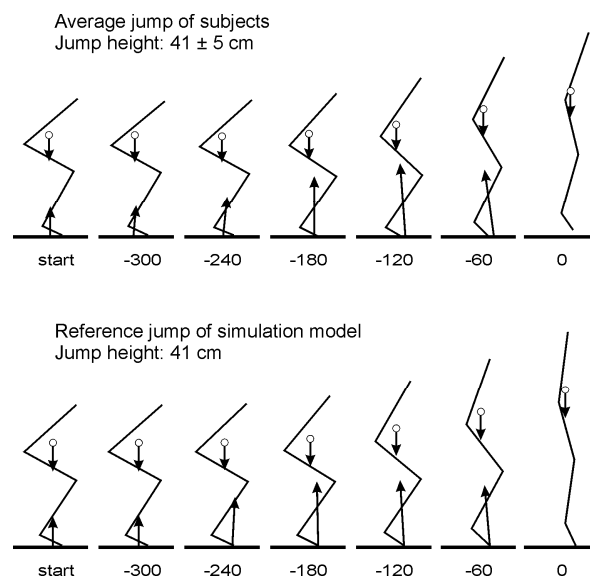 Average jump of subjects
Jump height: 41 ± 5 cm
start -300 -240 -180 -120 -60 0
Reference jump of simulation model
Jump height: 41 cm
start -300 -240 -180 -120 -60 0